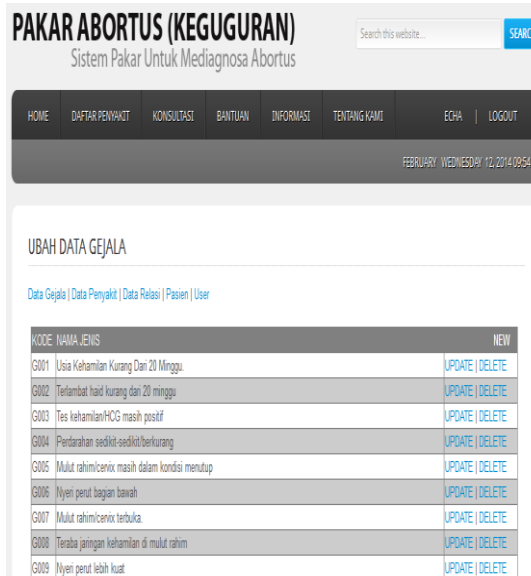 PAKAR ABORTUS (KEGUGURAN)
Sistem Pakar Untuk Mediagnosa Abortus
Search this website...
SEARC
HOME DAFTAR PENYAKIT KONSULTASI BANTUAN INFORMASI TENTANG KAMI ECHA | LOGOUT
FEBRUARY WEDNESDAY 12, 2014 09:54
UBAH DATA GEJALA
Data Gejala | Data Penyakit | Data Relasi | Pasien | User
KODE NAMA JENIS NEW
G001 Usia Kehamilan Kurang Dari 20 Minggu. UPDATE | DELETE
G002 Terlambat haid kurang dari 20 minggu UPDATE | DELETE
G003 Tes kehamilan/HCG masih positif UPDATE | DELETE
G004 Perdarahan sedikit-sedikit/berkurang UPDATE | DELETE
G005 Mulut rahim/cervix masih dalam kondisi menutup UPDATE | DELETE
G006 Nyeri perut bagian bawah UPDATE | DELETE
G007 Mulut rahim/cervix terbuka. UPDATE | DELETE
G008 Teraba jaringan kehamilan di mulut rahim UPDATE | DELETE
G009 Nyeri perut lebih kuat UPDATE | DELETE